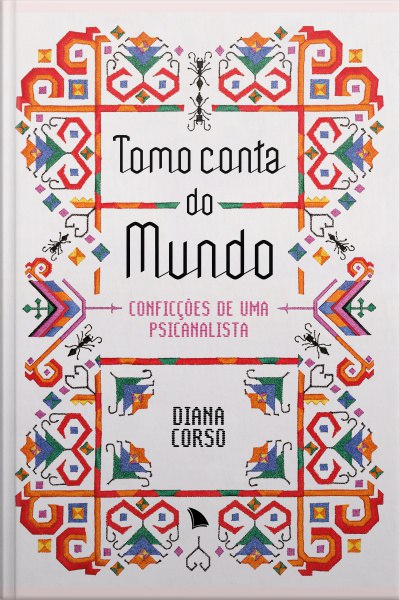 Tomo conta
do
Mundo
CONFICÇÕES DE UMA
PSICANALISTA
DIANA
CORSO